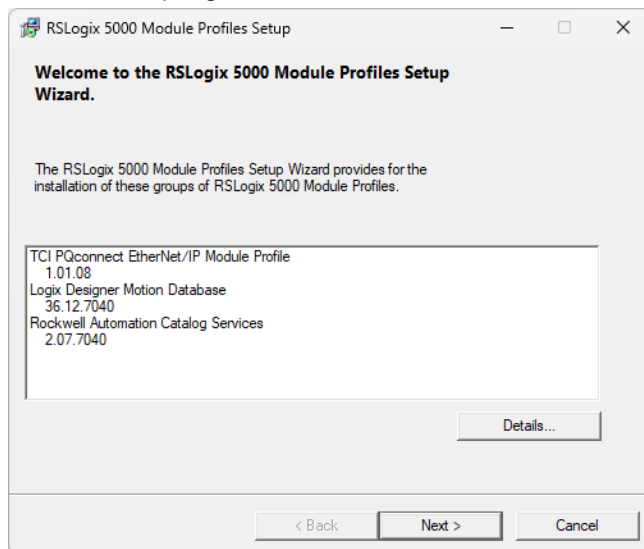 RSLogix 5000 Module Profiles Setup
Welcome to the RSLogix 5000 Module Profiles Setup
Wizard.
The RSLogix 5000 Module Profiles Setup Wizard provides for the
installation of these groups of RSLogix 5000 Module Profiles.
TCI PQconnect EtherNet/IP Module Profile
1.01.08
Logix Designer Motion Database
36.12.7040
Rockwell Automation Catalog Services
2.07.7040
Details...
< Back
Next >
Cancel